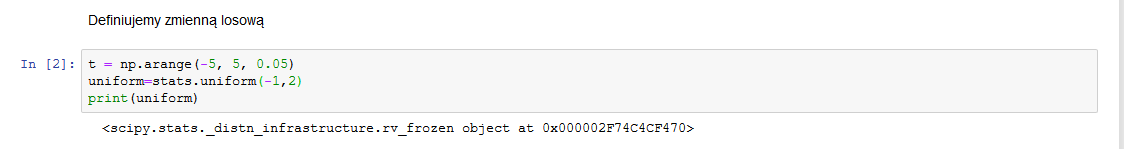 Definiujemy zmienną losową
In [2]: t = np.arange(-5, 5, 0.05)
uniform=stats.uniform(-1,2)
print(uniform)
<scipy.stats._distn_infrastructure.rv_frozen object at 0x000002F74C4CF470>